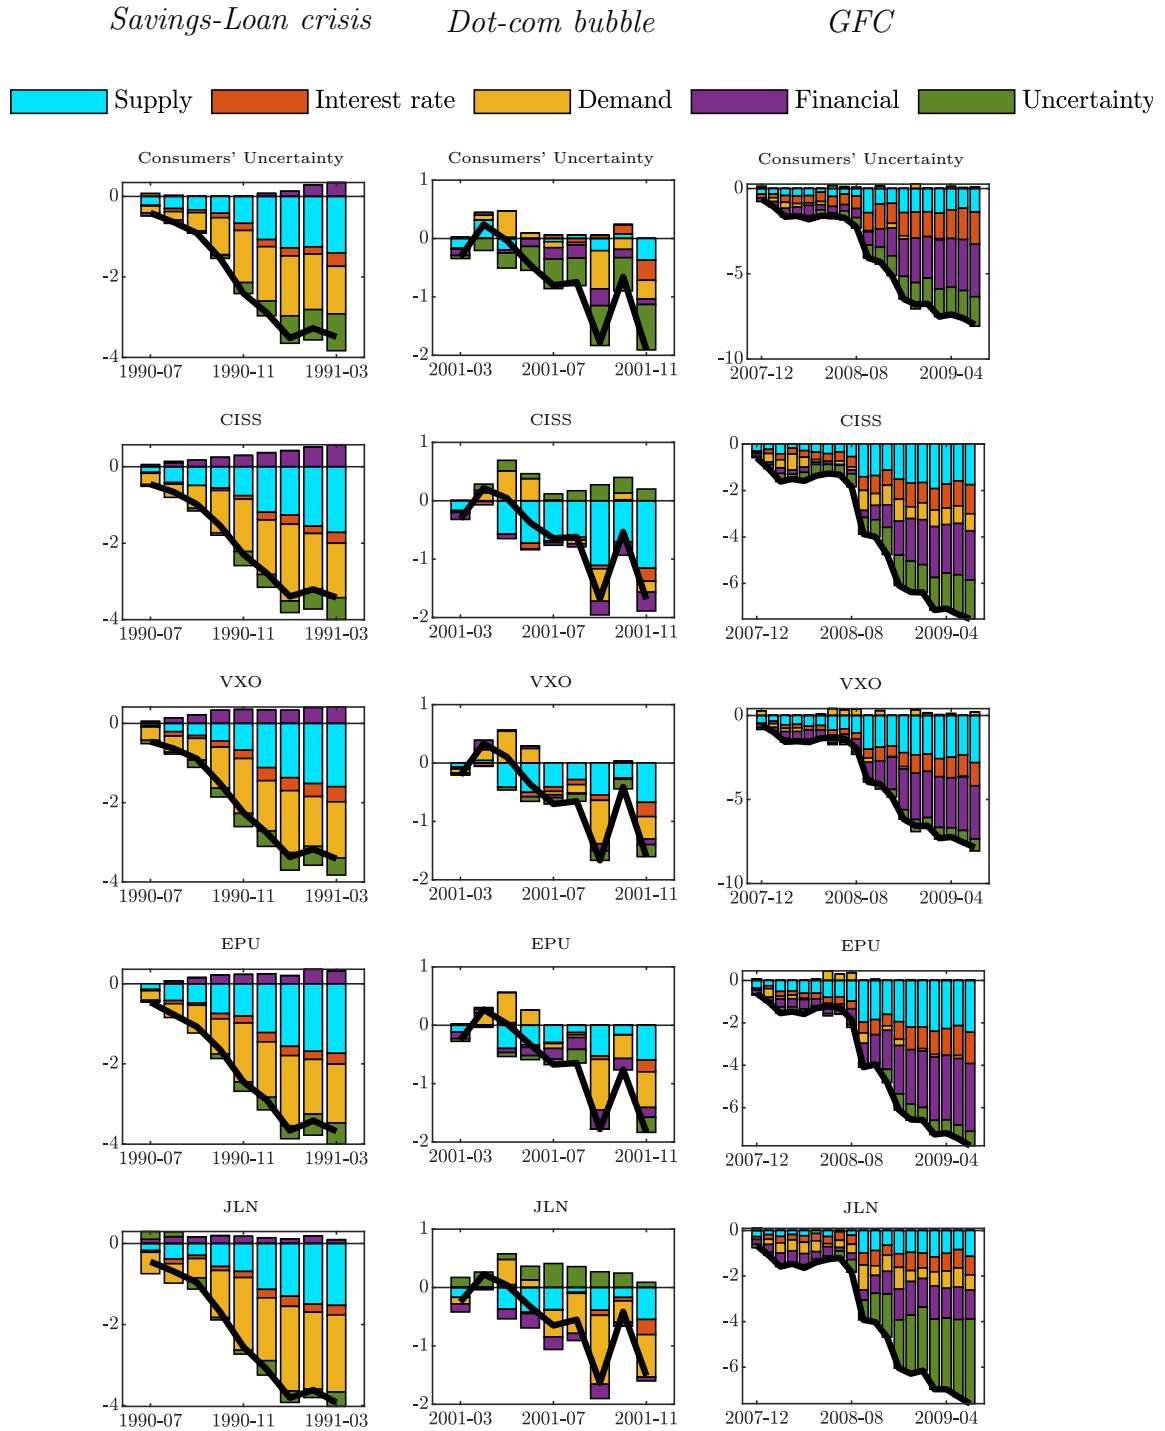 Savings-Loan crisis Dot-com bubble GFC
Supply Interest rate Demand Financial Uncertainty
Consumers' Uncertainty Consumers' Uncertainty Consumers' Uncertainty
0 -2 -4
1990-07 1990-11 1991-03
1 0 -1 -2
2001-03 2001-07 2001-11
0 -5 -10
2007-12 2008-08 2009-04
CISS CISS CISS
0 -2 -4
1990-07 1990-11 1991-03
1 0 -1 -2
2001-03 2001-07 2001-11
0 -2 -4 -6
2007-12 2008-08 2009-04
VXO VXO VXO
0 -2 -4
1990-07 1990-11 1991-03
1 0 -1 -2
2001-03 2001-07 2001-11
0 -5 -10
2007-12 2008-08 2009-04
EPU EPU EPU
0 -2 -4
1990-07 1990-11 1991-03
1 0 -1 -2
2001-03 2001-07 2001-11
0 -2 -4 -6
2007-12 2008-08 2009-04
JLN JLN JLN
0 -2 -4
1990-07 1990-11 1991-03
1 0 -1 -2
2001-03 2001-07 2001-11
0 -2 -4 -6
2007-12 2008-08 2009-04